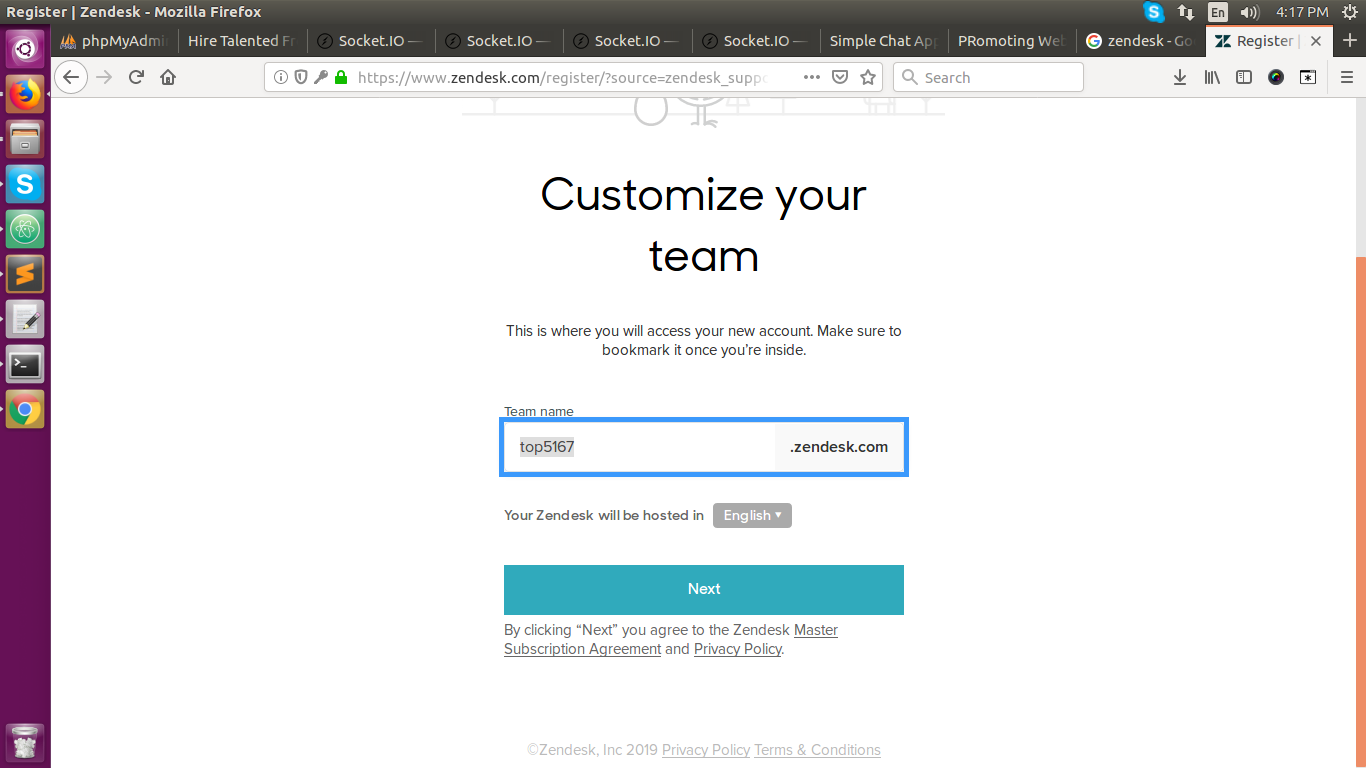 Register | Zendesk - Mozilla Firefox
En
4:17 PM
phpMyAdmi
Hire Talented Fr
Socket.IO —
Socket.IO —
Socket.IO —
Socket.IO —
Simple Chat App
PRomoting Web
zendesk - Go
Register |
https://www.zendesk.com/register/?source=zendesk_suppo
Search
Customize your
team
This is where you will access your new account. Make sure to
bookmark it once you’re inside.
Team name
top5167
.zendesk.com
Your Zendesk will be hosted in
English
Next
By clicking “Next” you agree to the Zendesk Master
Subscription Agreement and Privacy Policy.
©Zendesk, Inc 2019 Privacy Policy Terms & Conditions